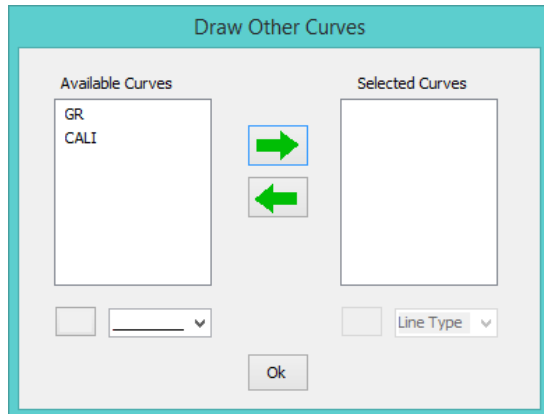 Draw Other Curves
Available Curves
Selected Curves
GR
CALI
Line Type
Ok